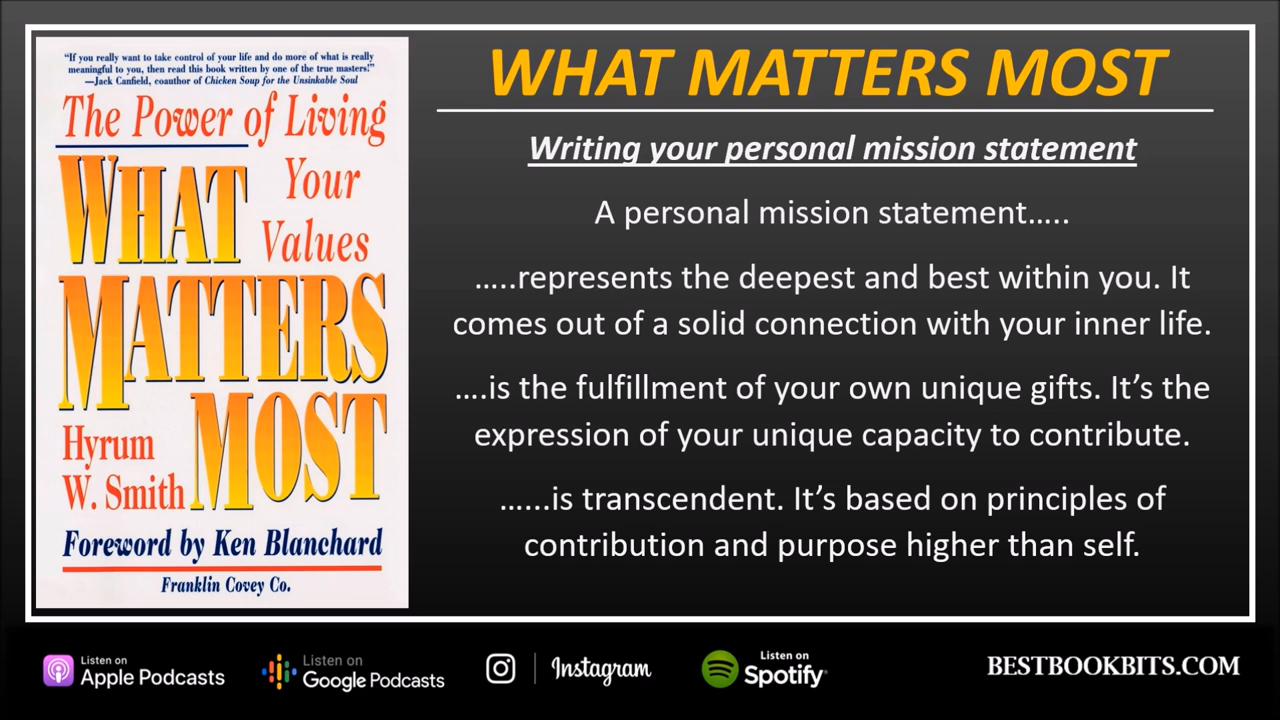 “If you really want to take control of your life and do more of what is really
meaningful to you, then read this book written by one of the true masters!”
—Jack Canfield, coauthor of Chicken Soup for the Unsinkable Soul
The Power of Living
Your
Values
WHAT
MATTERS
MOST
Hyrum
W. Smith
Foreword by Ken Blanchard
Franklin Covey Co.
WHAT MATTERS MOST
Writing your personal mission statement
A personal mission statement…..
…..represents the deepest and best within you. It
comes out of a solid connection with your inner life.
….is the fulfillment of your own unique gifts. It’s the
expression of your unique capacity to contribute.
…...is transcendent. It’s based on principles of
contribution and purpose higher than self.
Listen on
Apple Podcasts
Listen on
Google Podcasts
Instagram
Listen on
Spotify
BESTBOOKBITS.COM